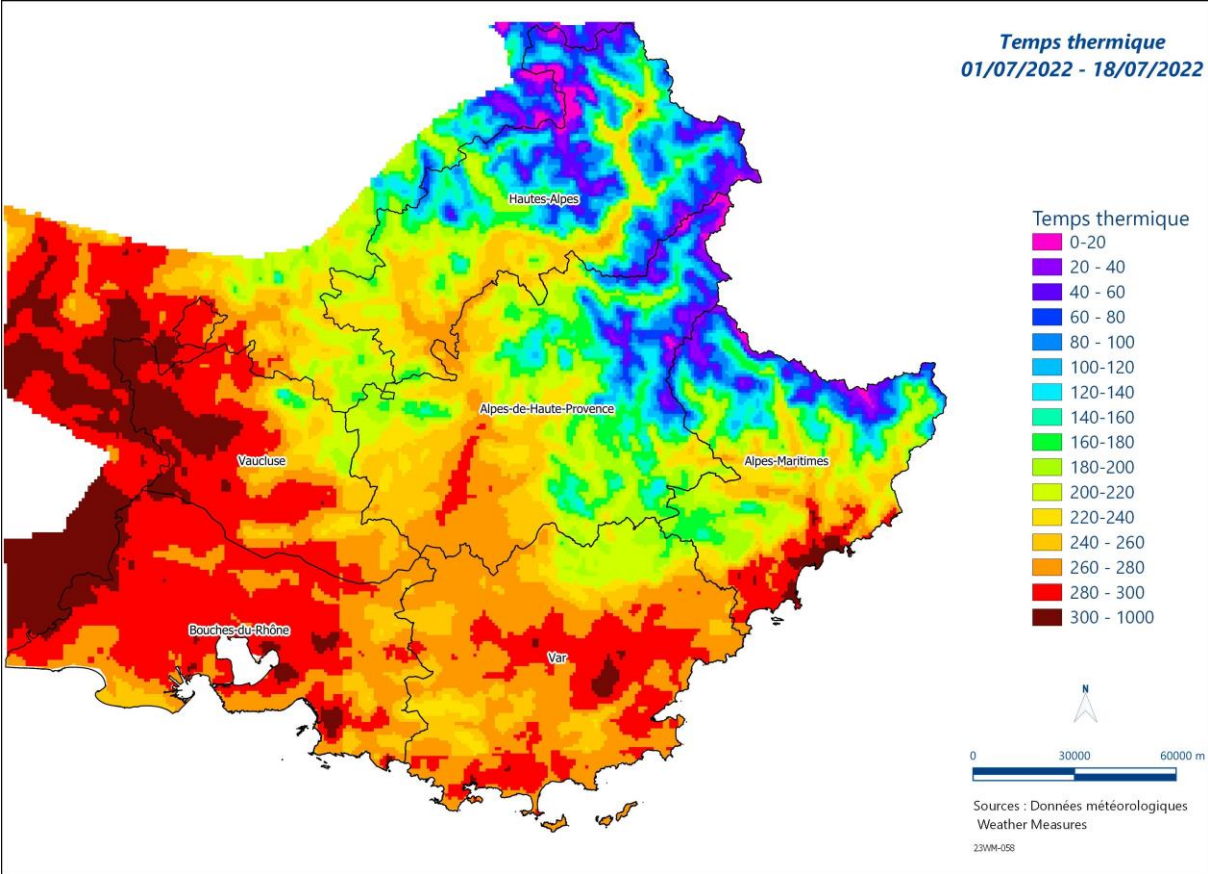 Temps thermique
01/07/2022 - 18/07/2022
Hautes-Alpes
Temps thermique
0-20
20 - 40
40 - 60
60 - 80
80 - 100
100-120
120-140
140-160
160-180
180-200
200-220
220-240
240 - 260
260 - 280
280 - 300
300 - 1000
Alpes-de-Haute-Provence
Vaucluse
Alpes-Maritimes
Bouches-du-Rhône
Var
N
0 30000 60000 m
Sources : Données météorologiques
Weather Measures
23WM-058